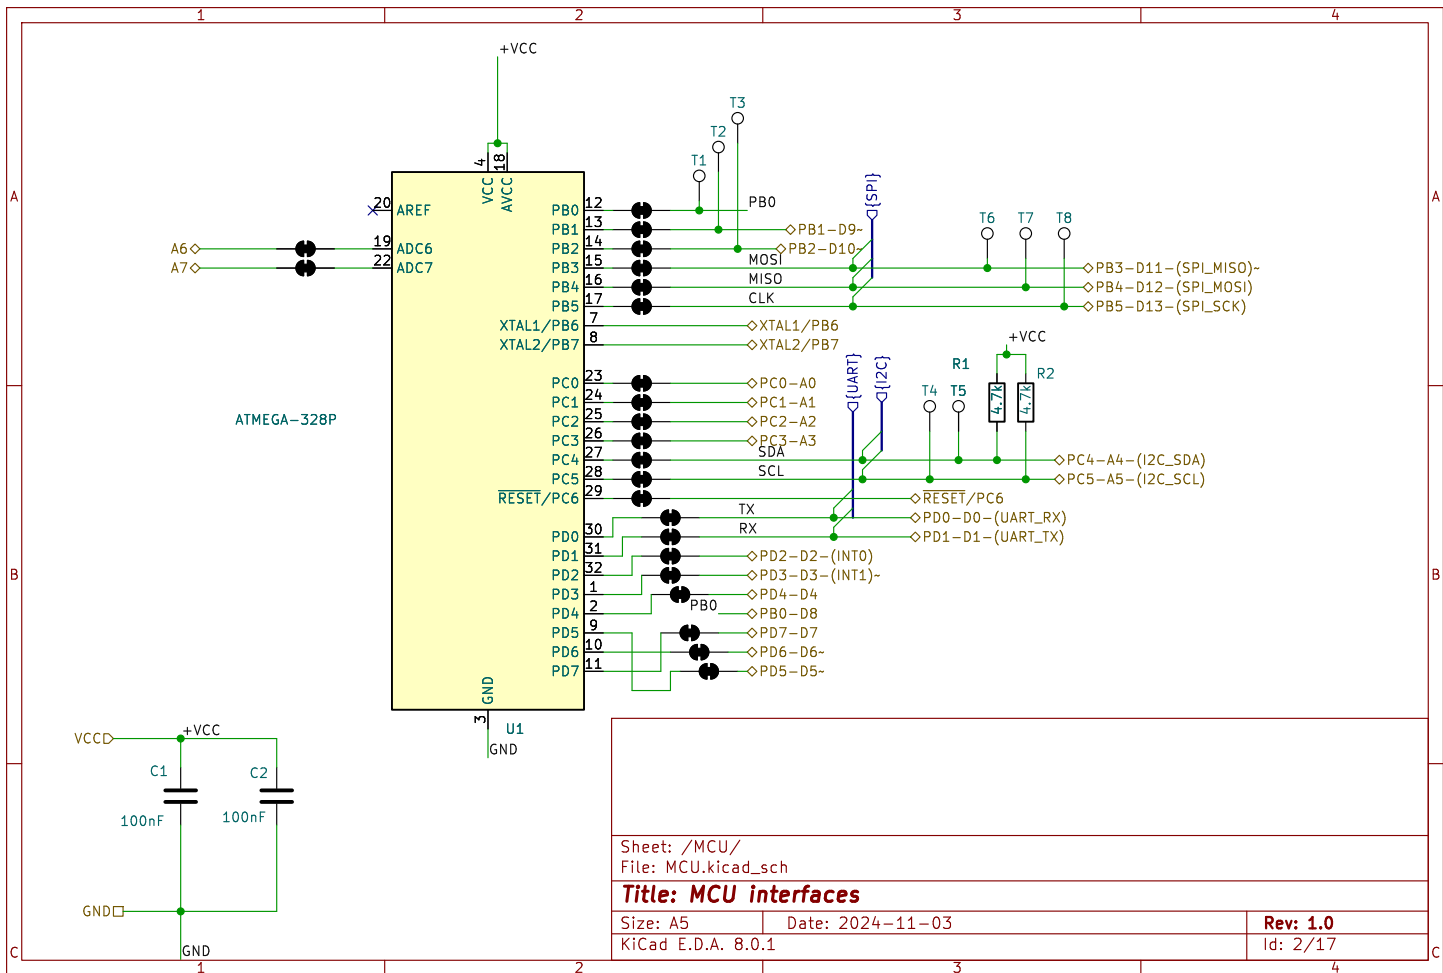 1 2 3 4
+VCC
T3
T2
T1
4 18
{SPI}
A A
VCC AVCC
20 AREF
PB0 12 PB0
T6 T7 T8
PB1 13 PB1-D9~
A6 19 ADC6
PB2 14 PB2-D10~
MOSI
A7 22 ADC7
PB3 15 PB3-D11-(SPI_MISO)~
MISO
PB4 16 PB4-D12-(SPI_MOSI)
CLK
PB5 17 PB5-D13-(SPI_SCK)
XTAL1/PB6 7 XTAL1/PB6
+VCC
XTAL2/PB7 8 XTAL2/PB7
{UART} {I2C}
R1 R2
PC0 23 PC0-A0
T4 T5
4.7k 4.7k
PC1 24 PC1-A1
ATMEGA-328P
PC2 25 PC2-A2
PC3 26 PC3-A3
SDA
PC4 27 PC4-A4-(I2C_SDA)
SCL
PC5 28 PC5-A5-(I2C_SCL)
RESET/PC6 29 RESET/PC6
TX
PD0-D0-(UART_RX)
RX
PD0 30 PD1-D1-(UART_TX)
PD1 31 PD2-D2-(INT0)
B B
PD2 32 PD3-D3-(INT1)~
PD3 1 PD4-D4
PB0
PD4 2 PB0-D8
PD5 9 PD7-D7
PD6 10 PD6-D6~
PD7 11 PD5-D5~
GND
3
U1
GND
VCC +VCC
C1 C2
100nF 100nF
GND
GND
Sheet: /MCU/
File: MCU.kicad_sch
Title: MCU interfaces
Size: A5 Date: 2024-11-03 Rev: 1.0
KiCad E.D.A. 8.0.1 Id: 2/17
C C
1 2 3 4